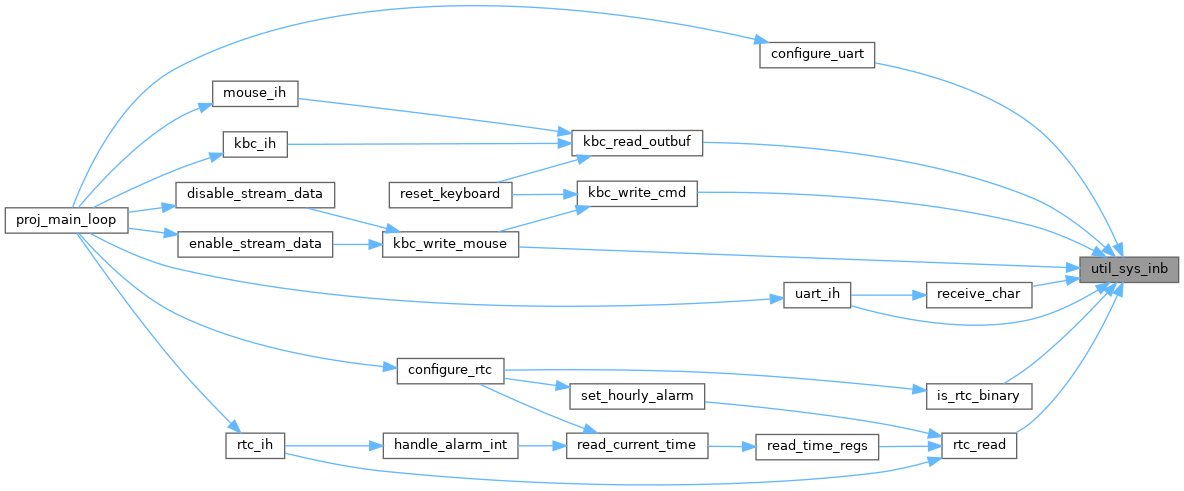 configure_uart
mouse_ih
kbc_ih
kbc_read_outbuf
disable_stream_data
reset_keyboard
kbc_write_cmd
proj_main_loop
enable_stream_data
kbc_write_mouse
util_sys_inb
uart_ih
receive_char
configure_rtc
set_hourly_alarm
is_rtc_binary
rtc_ih
handle_alarm_int
read_current_time
read_time_regs
rtc_read